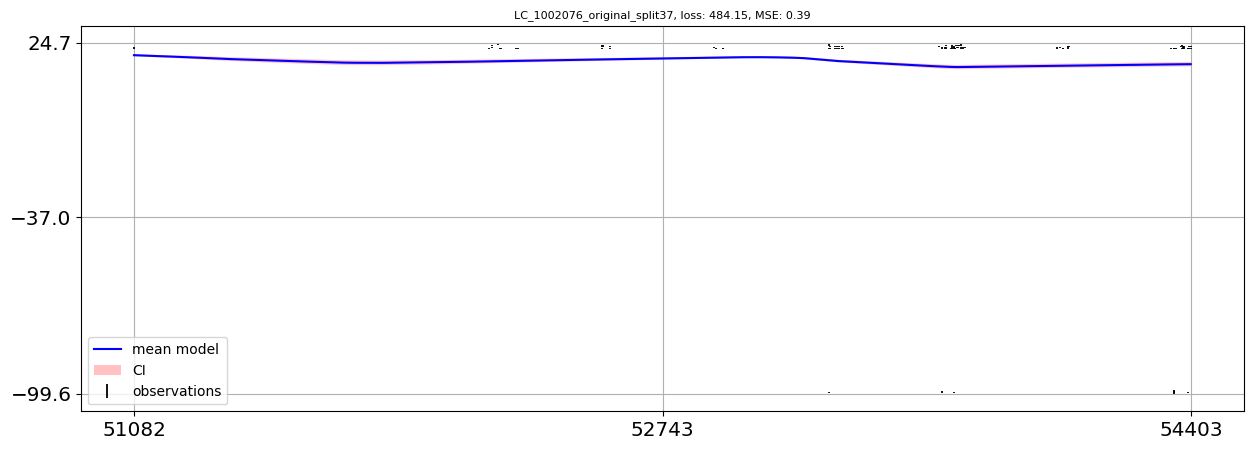 LC_1002076_original_split37, loss: 484.15, MSE: 0.39
24.7
−37.0
−99.6
mean model
CI
observations
51082
52743
54403